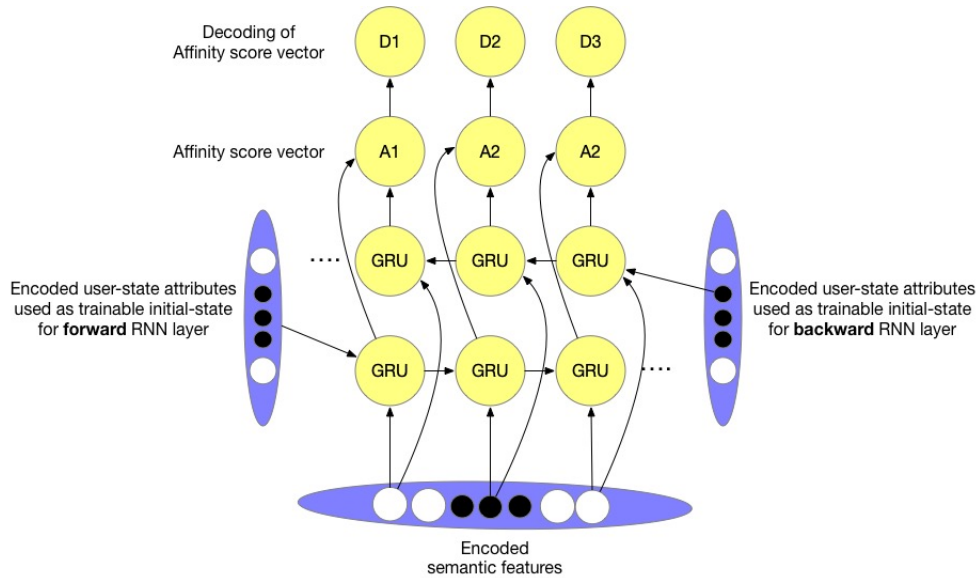 Decoding of
Affinity score vector
D1
D2
D3
Affinity score vector
A1
A2
A2
GRU
GRU
GRU
Encoded user-state attributes
used as trainable initial-state
for forward RNN layer
Encoded user-state attributes
used as trainable initial-state
for backward RNN layer
GRU
GRU
GRU
Encoded
semantic features